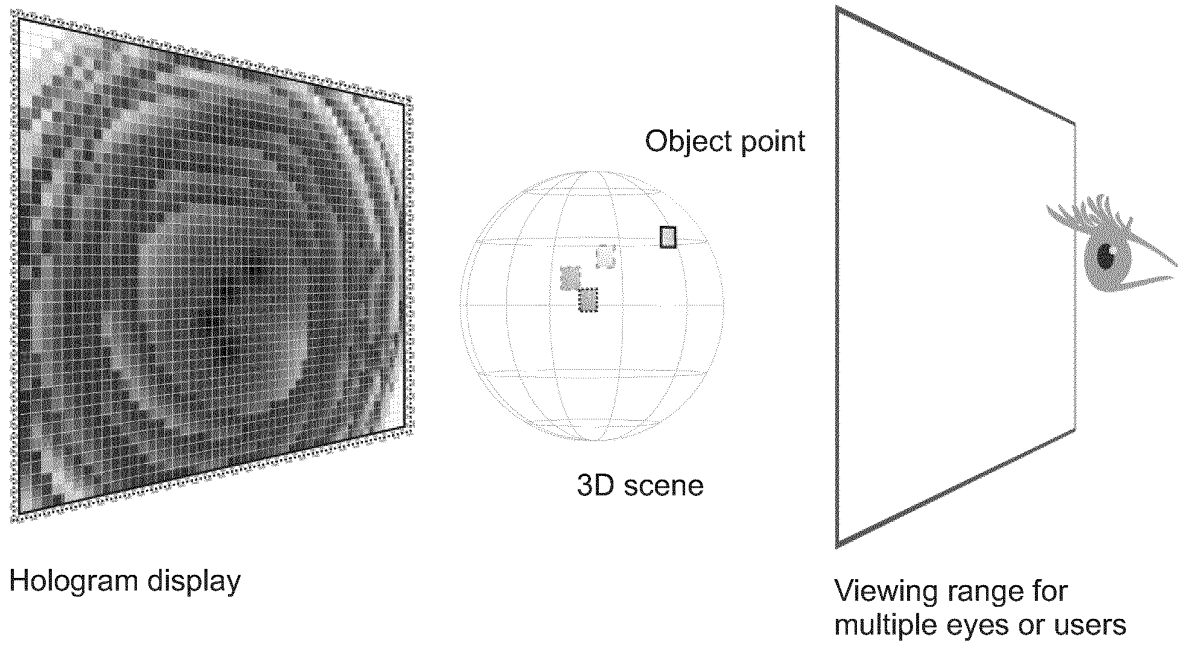 Object point
3D scene
Hologram display
Viewing range for
multiple eyes or users